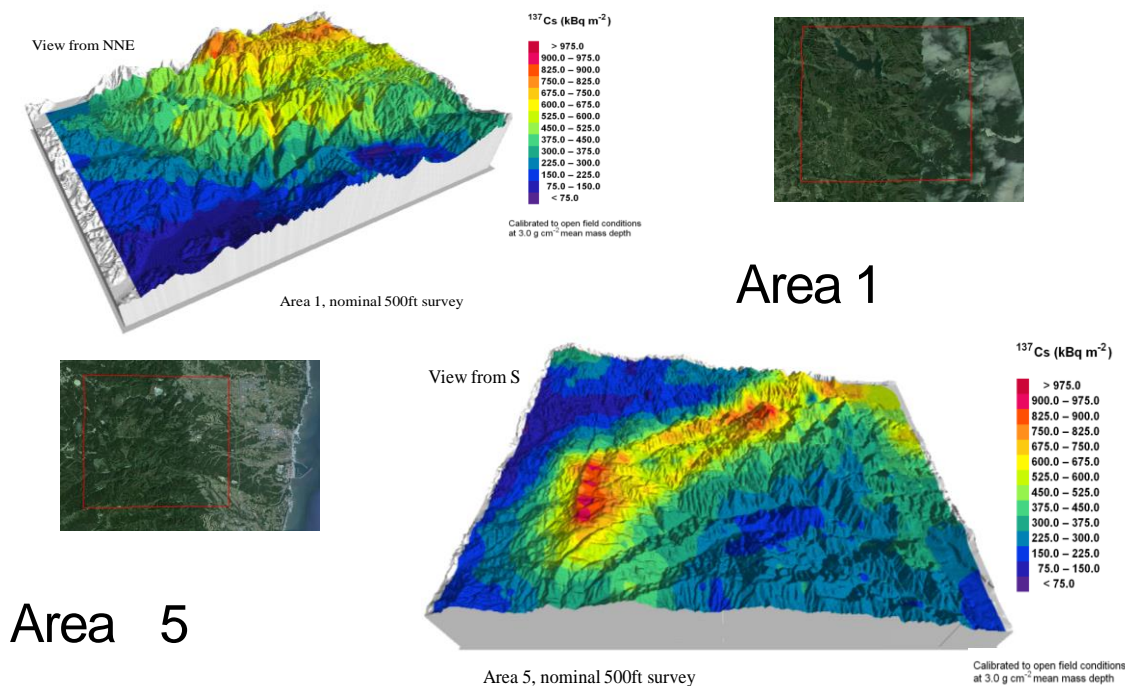 View from NNE
¹³⁷Cs (kBq m⁻²)
> 975.0
900.0 – 975.0
825.0 – 900.0
750.0 – 825.0
675.0 – 750.0
600.0 – 675.0
525.0 – 600.0
450.0 – 525.0
375.0 – 450.0
300.0 – 375.0
225.0 – 300.0
150.0 – 225.0
75.0 – 150.0
< 75.0
Calibrated to open field conditions
at 3.0 g cm⁻² mean mass depth
Area 1, nominal 500ft survey
Area 1
View from S
¹³⁷Cs (kBq m⁻²)
> 975.0
900.0 – 975.0
825.0 – 900.0
750.0 – 825.0
675.0 – 750.0
600.0 – 675.0
525.0 – 600.0
450.0 – 525.0
375.0 – 450.0
300.0 – 375.0
225.0 – 300.0
150.0 – 225.0
75.0 – 150.0
< 75.0
Area 5
Calibrated to open field conditions
at 3.0 g cm⁻² mean mass depth
Area 5, nominal 500ft survey